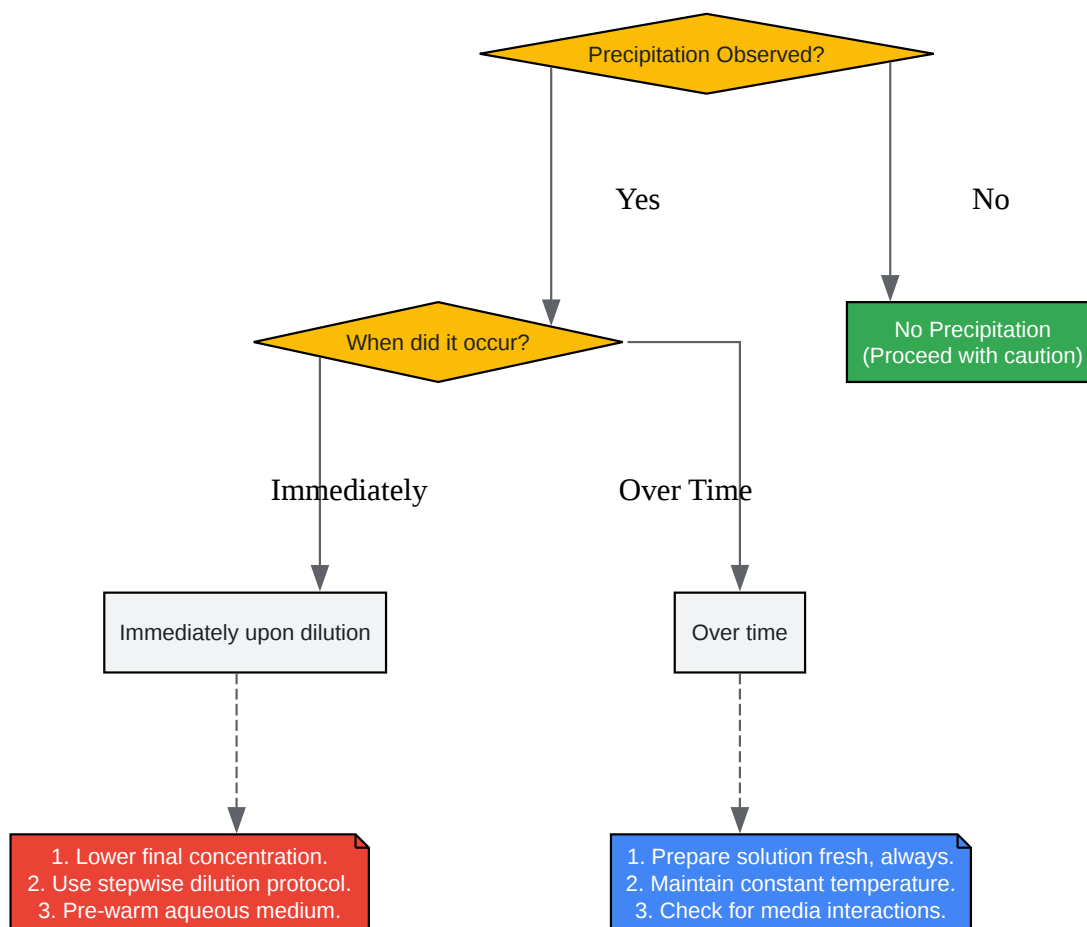 Precipitation Observed?
Yes
No
When did it occur?
No Precipitation
(Proceed with caution)
Immediately
Over Time
Immediately upon dilution
Over time
1. Lower final concentration.
2. Use stepwise dilution protocol.
3. Pre-warm aqueous medium.
1. Prepare solution fresh, always.
2. Maintain constant temperature.
3. Check for media interactions.